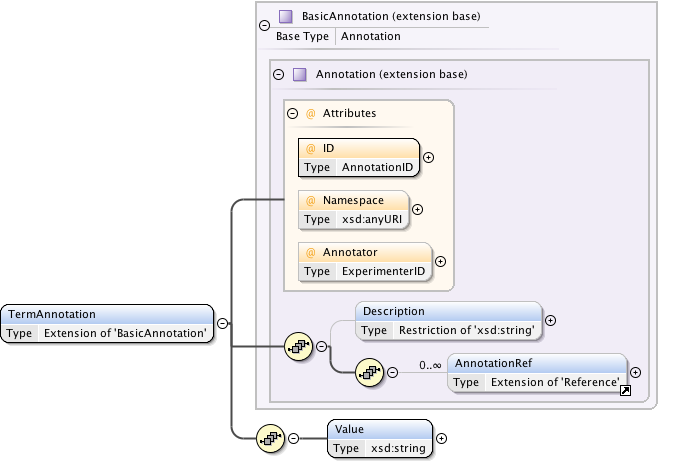 BasicAnnotation (extension base)
Base Type Annotation
Annotation (extension base)
@ Attributes
@ ID
Type AnnotationID
@ Namespace
Type xsd:anyURI
@ Annotator
Type ExperimenterID
TermAnnotation
Type Extension of 'BasicAnnotation'
Description
Type Restriction of 'xsd:string'
0..∞
AnnotationRef
Type Extension of 'Reference'
Value
Type xsd:string